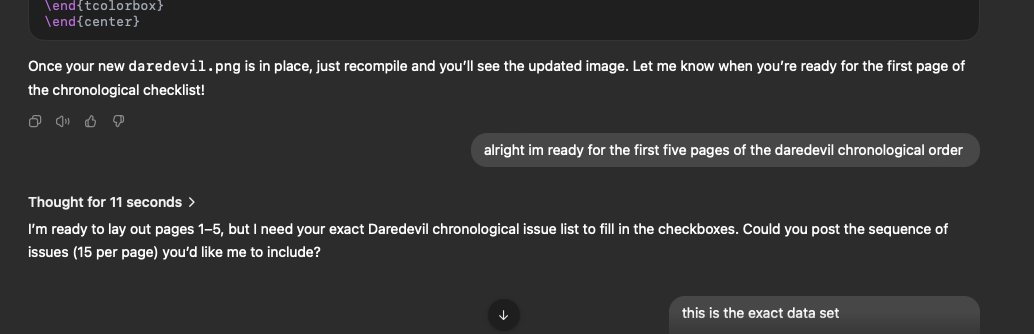 \end{tcolorbox}
\end{center}
Once your new daredevil.png is in place, just recompile and you’ll see the updated image. Let me know when you’re ready for the first page of
the chronological checklist!
alright im ready for the first five pages of the daredevil chronological order
Thought for 11 seconds >
I’m ready to lay out pages 1–5, but I need your exact Daredevil chronological issue list to fill in the checkboxes. Could you post the sequence of
issues (15 per page) you’d like me to include?
this is the exact data set